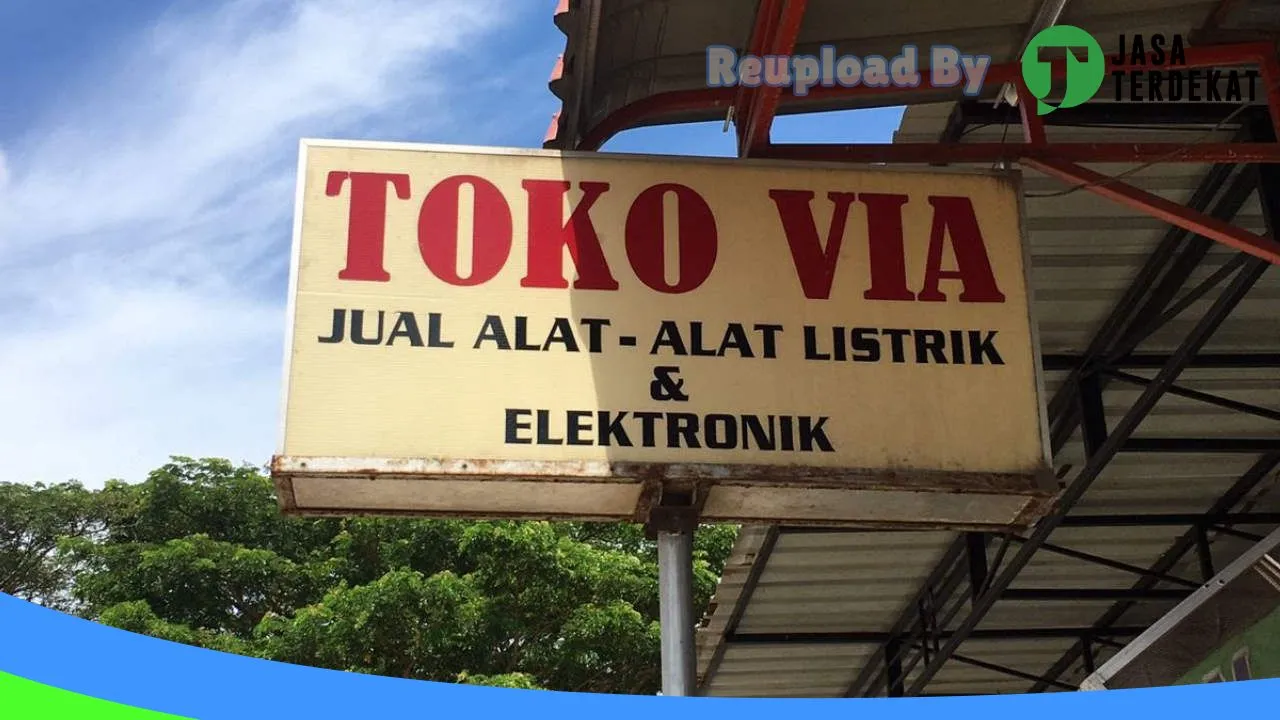 Reupload By
JASA
TERDEKAT
TOKO VIA
JUAL ALAT-ALAT LISTRIK
&
ELEKTRONIK